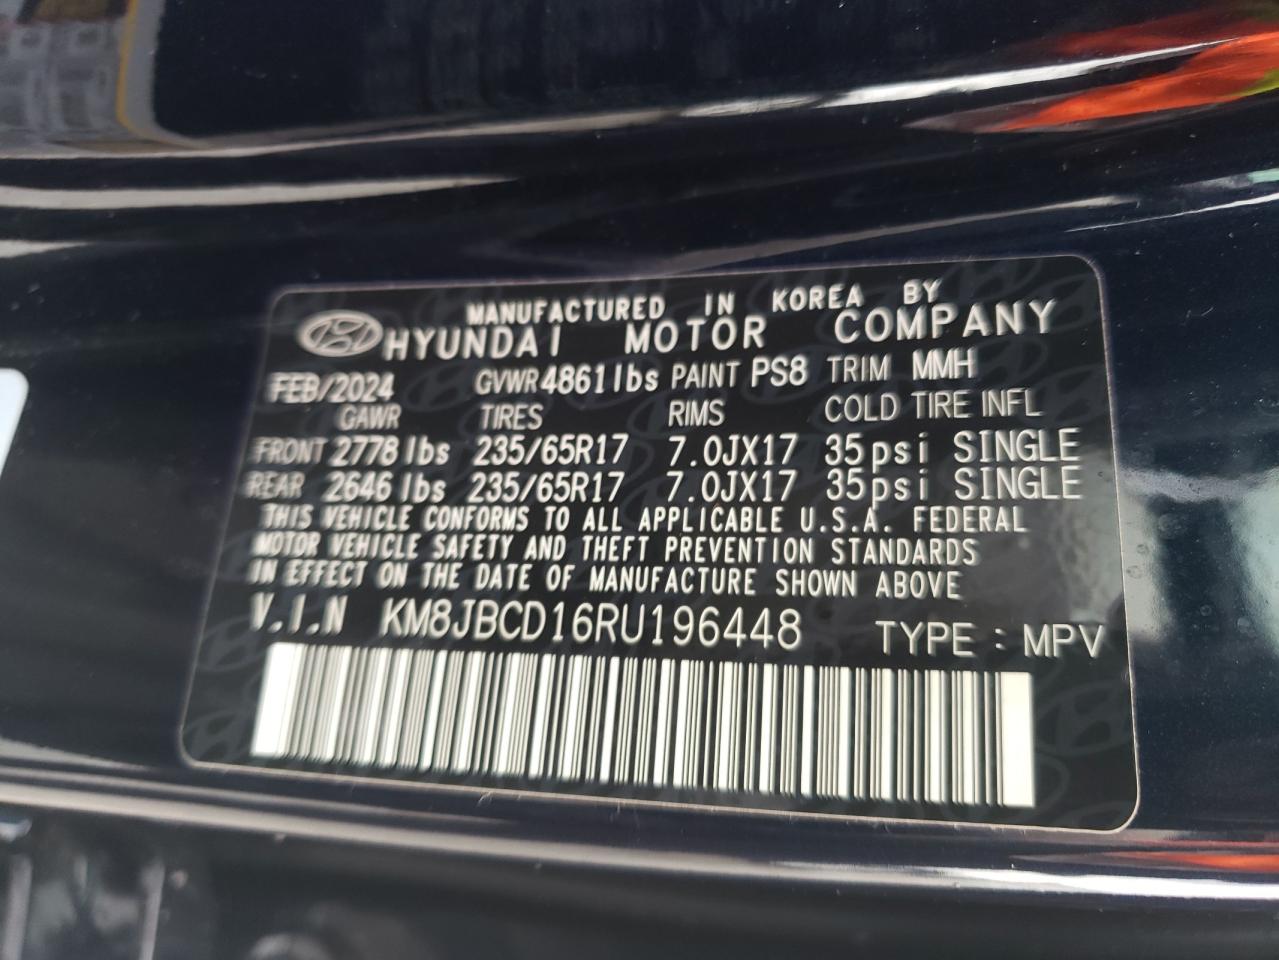 MANUFACTURED IN KOREA BY
HYUNDAI MOTOR COMPANY
FEB/2024 GVWR 4861 lbs PAINT PS8 TRIM MMH
GAWR TIRES RIMS COLD TIRE INFL
FRONT 2778 lbs 235/65R17 7.0JX17 35psi SINGLE
REAR 2646 lbs 235/65R17 7.0JX17 35psi SINGLE
THIS VEHICLE CONFORMS TO ALL APPLICABLE U.S.A. FEDERAL
MOTOR VEHICLE SAFETY AND THEFT PREVENTION STANDARDS
IN EFFECT ON THE DATE OF MANUFACTURE SHOWN ABOVE
V.I.N KM8JBCD16RU196448 TYPE : MPV